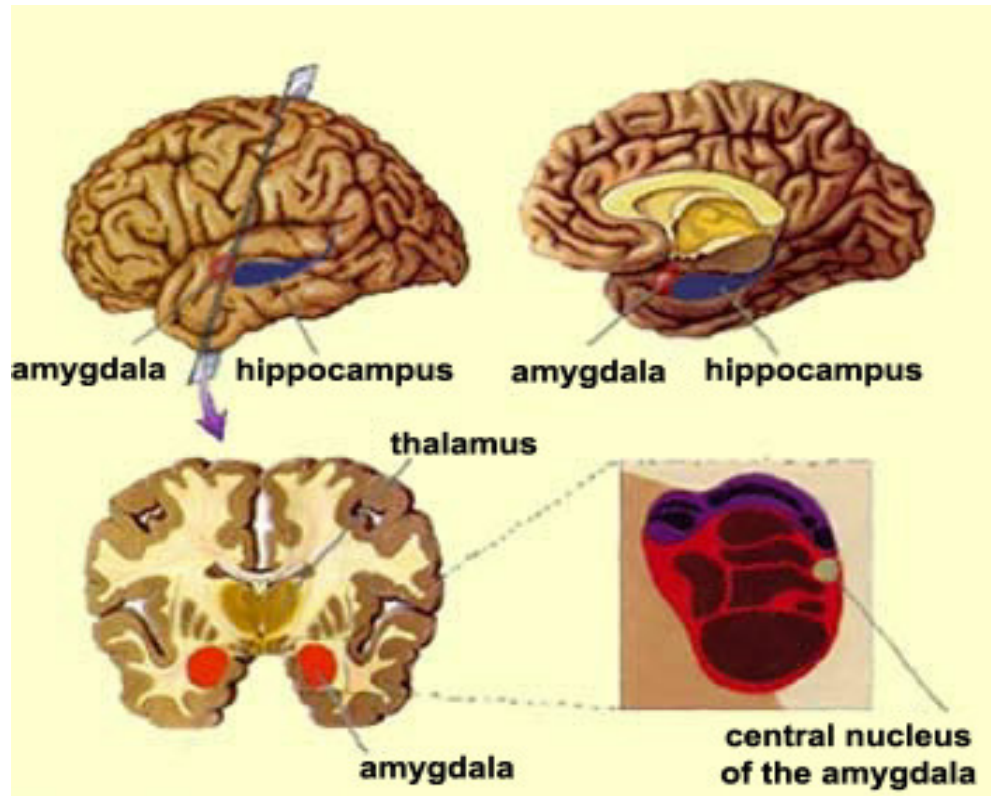 amygdala
hippocampus
amygdala
hippocampus
thalamus
amygdala
central nucleus
of the amygdala